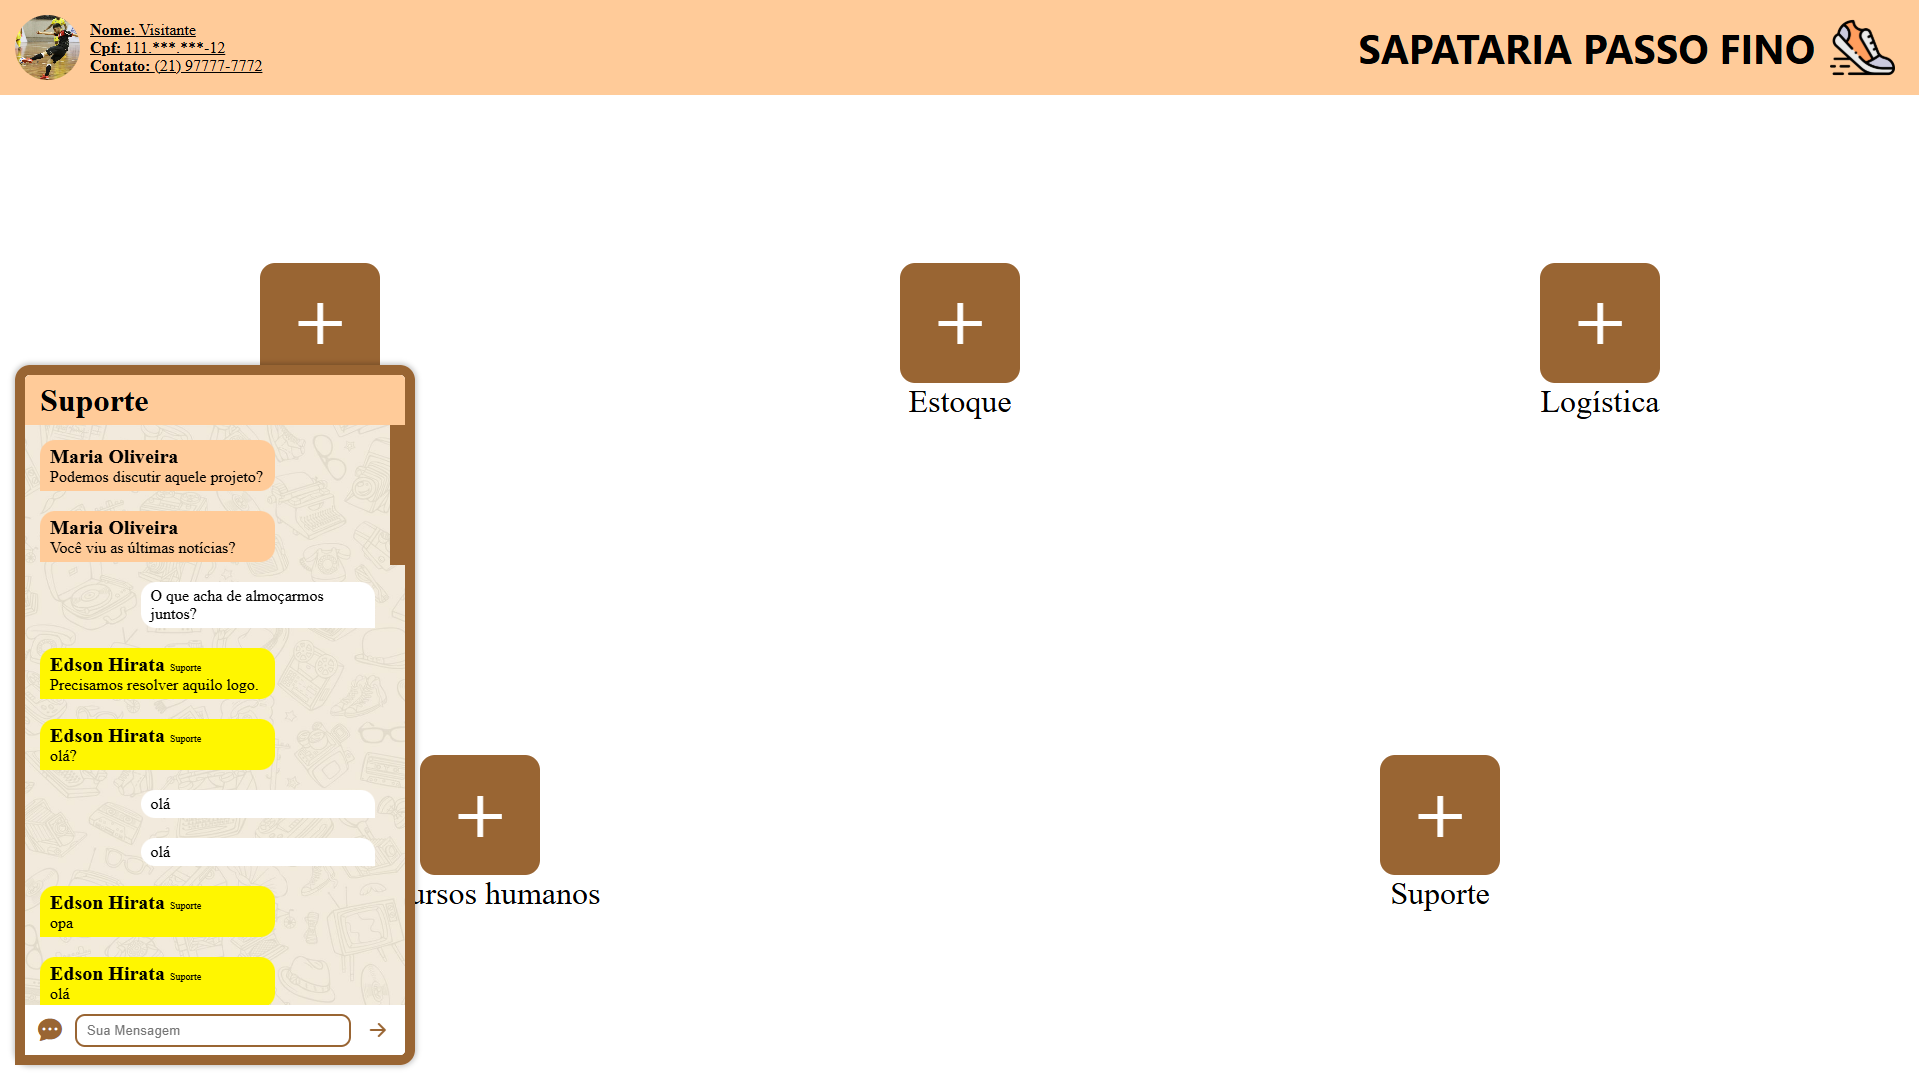 Nome: Visitante
Cpf: 111.***.***-12
Contato: (21) 97777-7772
SAPATARIA PASSO FINO
Estoque
Logística
Suporte
Maria Oliveira
Podemos discutir aquele projeto?
Maria Oliveira
Você viu as últimas notícias?
O que acha de almoçarmos
juntos?
Edson Hirata Suporte
Precisamos resolver aquilo logo.
Edson Hirata Suporte
olá?
olá
olá
Edson Hirata Suporte
opa
Edson Hirata Suporte
olá
Sua Mensagem
ursos humanos
Suporte